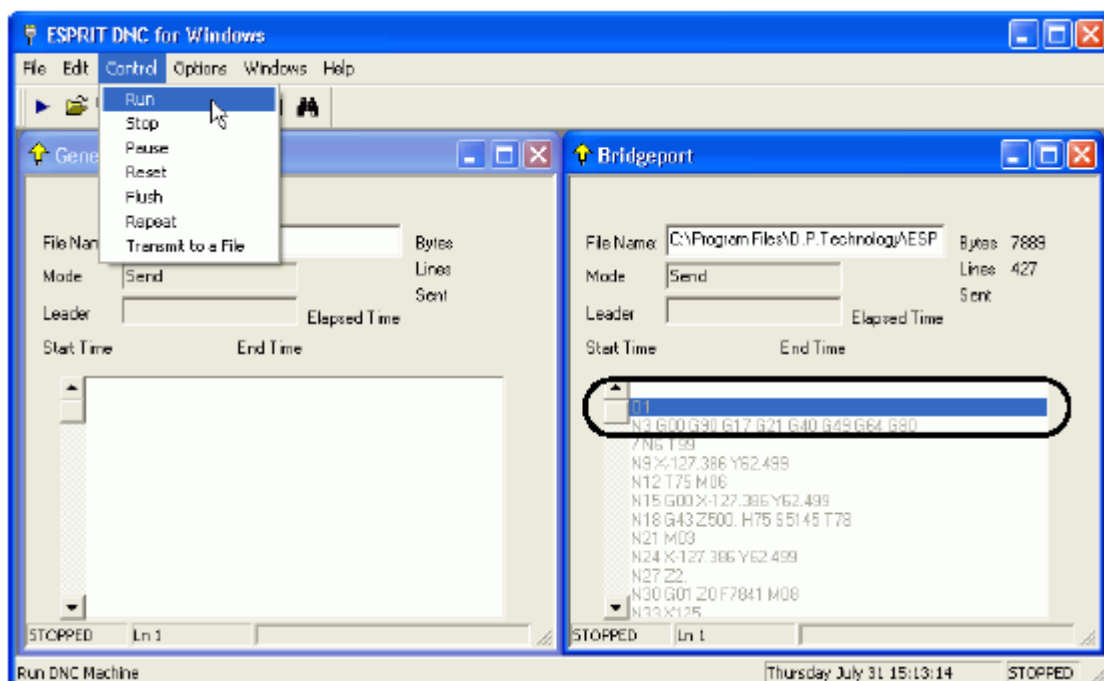 ESPRIT DNC for Windows
File Edit Control Options Windows Help
Run
Stop
Pause
Reset
Flush
Repeat
Transmit to a File
Gene
File Nam
Bytes
Mode Send
Lines
Sent
Leader
Elapsed Time
Start Time End Time
STOPPED Ln 1
Bridgeport
File Name: C:\Program Files\D.P.Technology\ESP Bytes 7889
Mode Send
Lines 427
Sent
Leader
Elapsed Time
Start Time End Time
O1
N3 G00 G90 G17 G21 G40 G49 G64 G80
/ N6 T99
N9 X-127.386 Y62.499
N12 T75 M06
N15 G00 X-127.386 Y62.499
N18 G43 Z500. H75 S5145 T78
N21 M03
N24 X-127.386 Y62.499
N27 Z2.
N30 G01 Z0 F7841 M08
N33 X125
STOPPED Ln 1
Run DNC Machine Thursday July 31 15:13:14 STOPPED